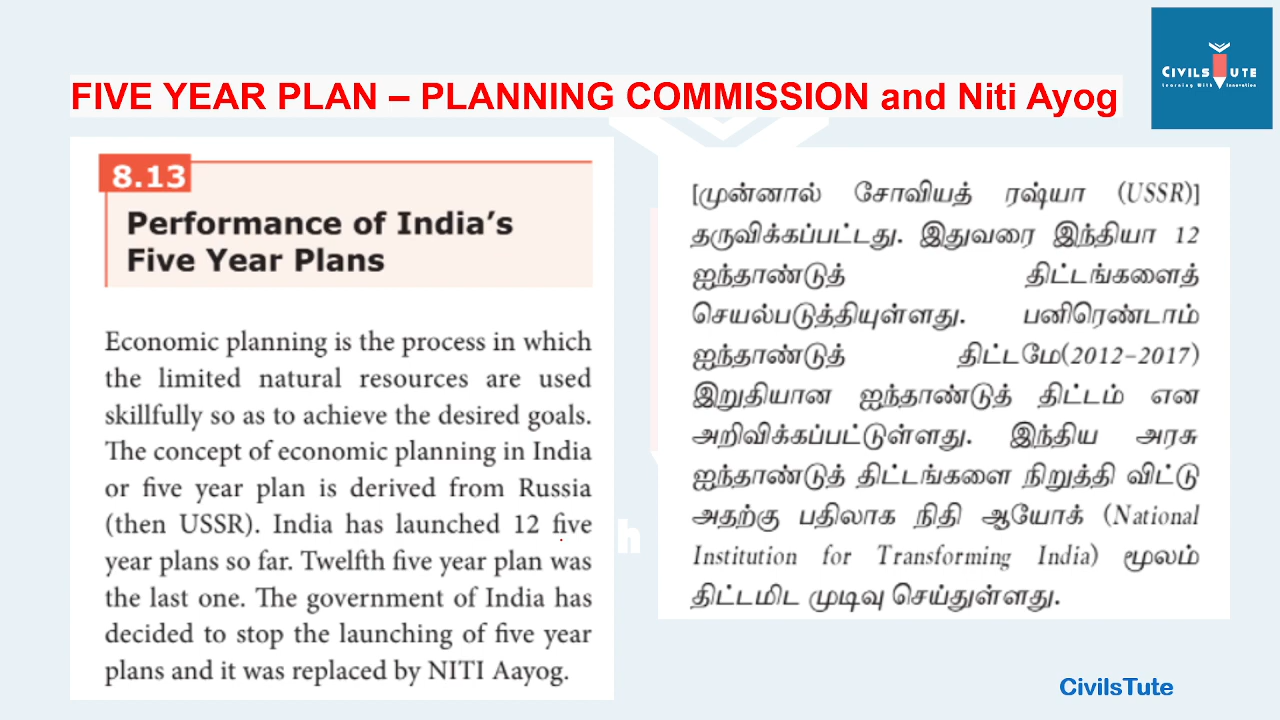 FIVE YEAR PLAN – PLANNING COMMISSION and Niti Ayog
CIVILSTUTE
Learning With Innovation
8.13
Performance of India's
Five Year Plans
Economic planning is the process in which
the limited natural resources are used
skillfully so as to achieve the desired goals.
The concept of economic planning in India
or five year plan is derived from Russia
(then USSR). India has launched 12 five
year plans so far. Twelfth five year plan was
the last one. The government of India has
decided to stop the launching of five year
plans and it was replaced by NITI Aayog.
[முன்னால் சோவியத் ரஷ்யா (USSR)]
தருவிக்கப்பட்டது. இதுவரை இந்தியா 12
ஐந்தாண்டுத் திட்டங்களைத்
செயல்படுத்தியுள்ளது. பனிரெண்டாம்
ஐந்தாண்டுத் திட்டமே(2012–2017)
இறுதியான ஐந்தாண்டுத் திட்டம் என
அறிவிக்கப்பட்டுள்ளது. இந்திய அரசு
ஐந்தாண்டுத் திட்டங்களை நிறுத்தி விட்டு
அதற்கு பதிலாக நிதி ஆயோக் (National
Institution for Transforming India) மூலம்
திட்டமிட முடிவு செய்துள்ளது.
h
CivilsTute